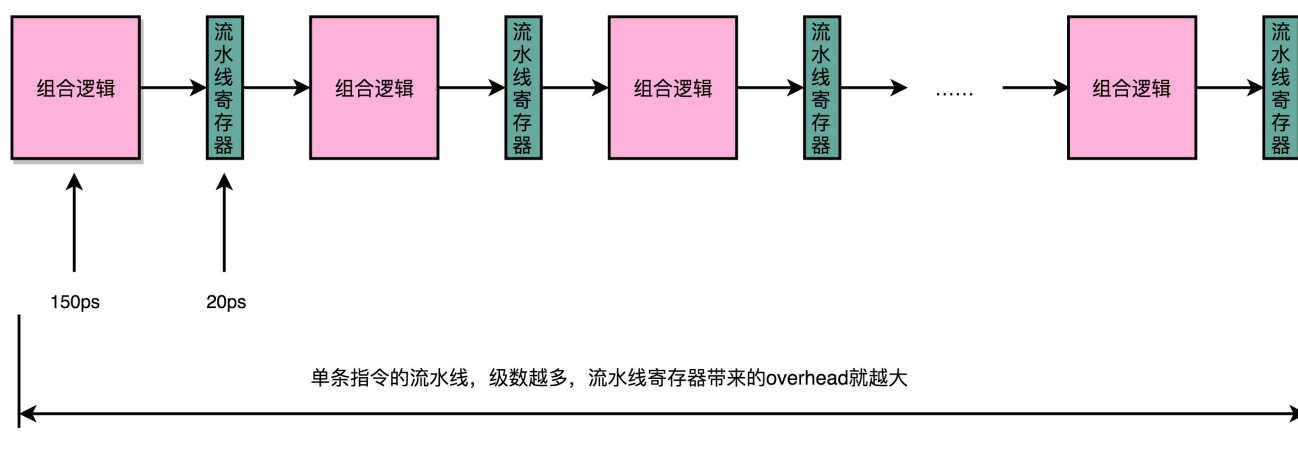 组合逻辑
流水线寄存器
组合逻辑
流水线寄存器
组合逻辑
流水线寄存器
......
组合逻辑
流水线寄存器
150ps
20ps
单条指令的流水线，级数越多，流水线寄存器带来的overhead就越大